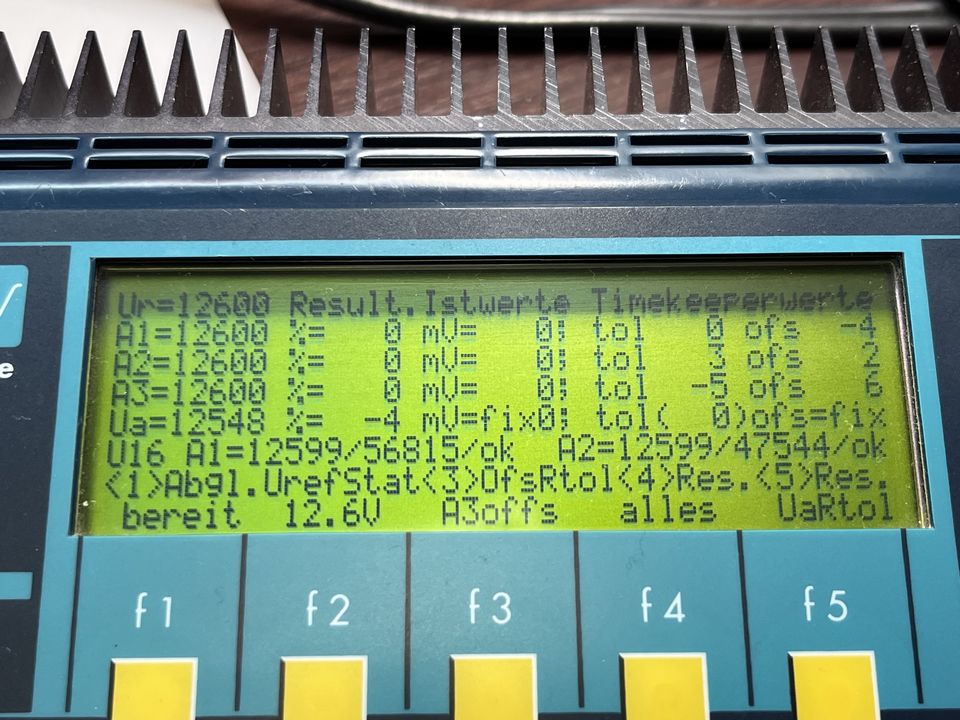 Ur=12600 Result.Istwerte Timekeeperwerte
A1=12600 %= 0 mV= 0; tol 0 ofs -4
A2=12600 %= 0 mV= 0; tol 3 ofs 2
A3=12600 %= 0 mV= 0; tol -5 ofs 6
Ua=12548 %= -4 mV=fix0; tol( 0)ofs=fix
U16 A1=12599/56815/ok A2=12599/47544/ok
<1>Abgl.UrefStat<3>OfsRtol<4>Res.<5>Res.
bereit 12.6V A3offs alles UaRtol
e
f1 f2 f3 f4 f5